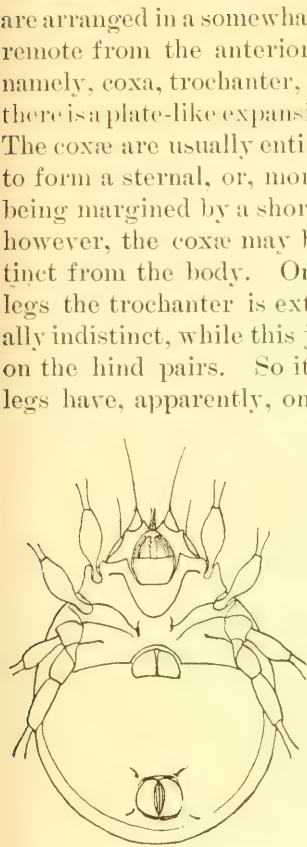 are arranged in a somewha
remote from the anterior
namely, coxa, trochanter,
there is a plate-like expans
The coxæ are usually enti
to form a sternal, or, mor
being margined by a shor
however, the coxæ may b
tinct from the body. On
legs the trochanter is ext
ally indistinct, while this j
on the hind pairs. So it
legs have, apparently, on